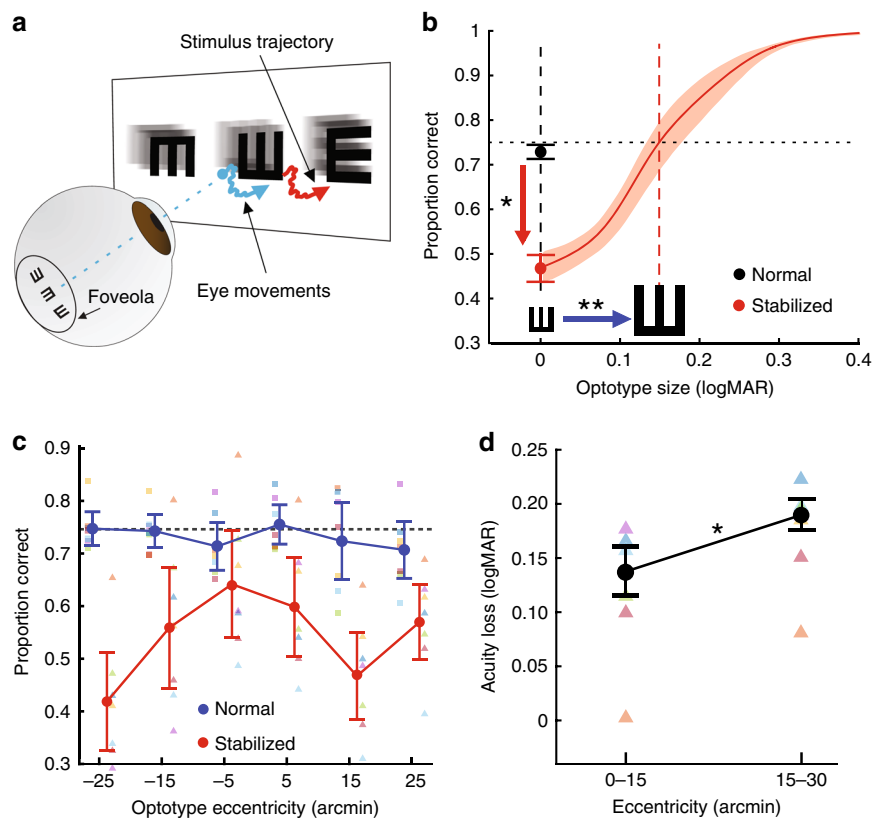 a
Stimulus trajectory
Foveola
Eye movements
b
Proportion correct
1
0.9
0.8
0.7
0.6
0.5
0.4
0.3
*
**
Normal
Stabilized
0
0.1
0.2
0.3
0.4
Optotype size (logMAR)
c
Proportion correct
0.9
0.8
0.7
0.6
0.5
0.4
0.3
Normal
Stabilized
–25
–15
–5
5
15
25
Optotype eccentricity (arcmin)
d
Acuity loss (logMAR)
0.25
0.20
0.15
0.10
0.05
0
*
0–15
15–30
Eccentricity (arcmin)